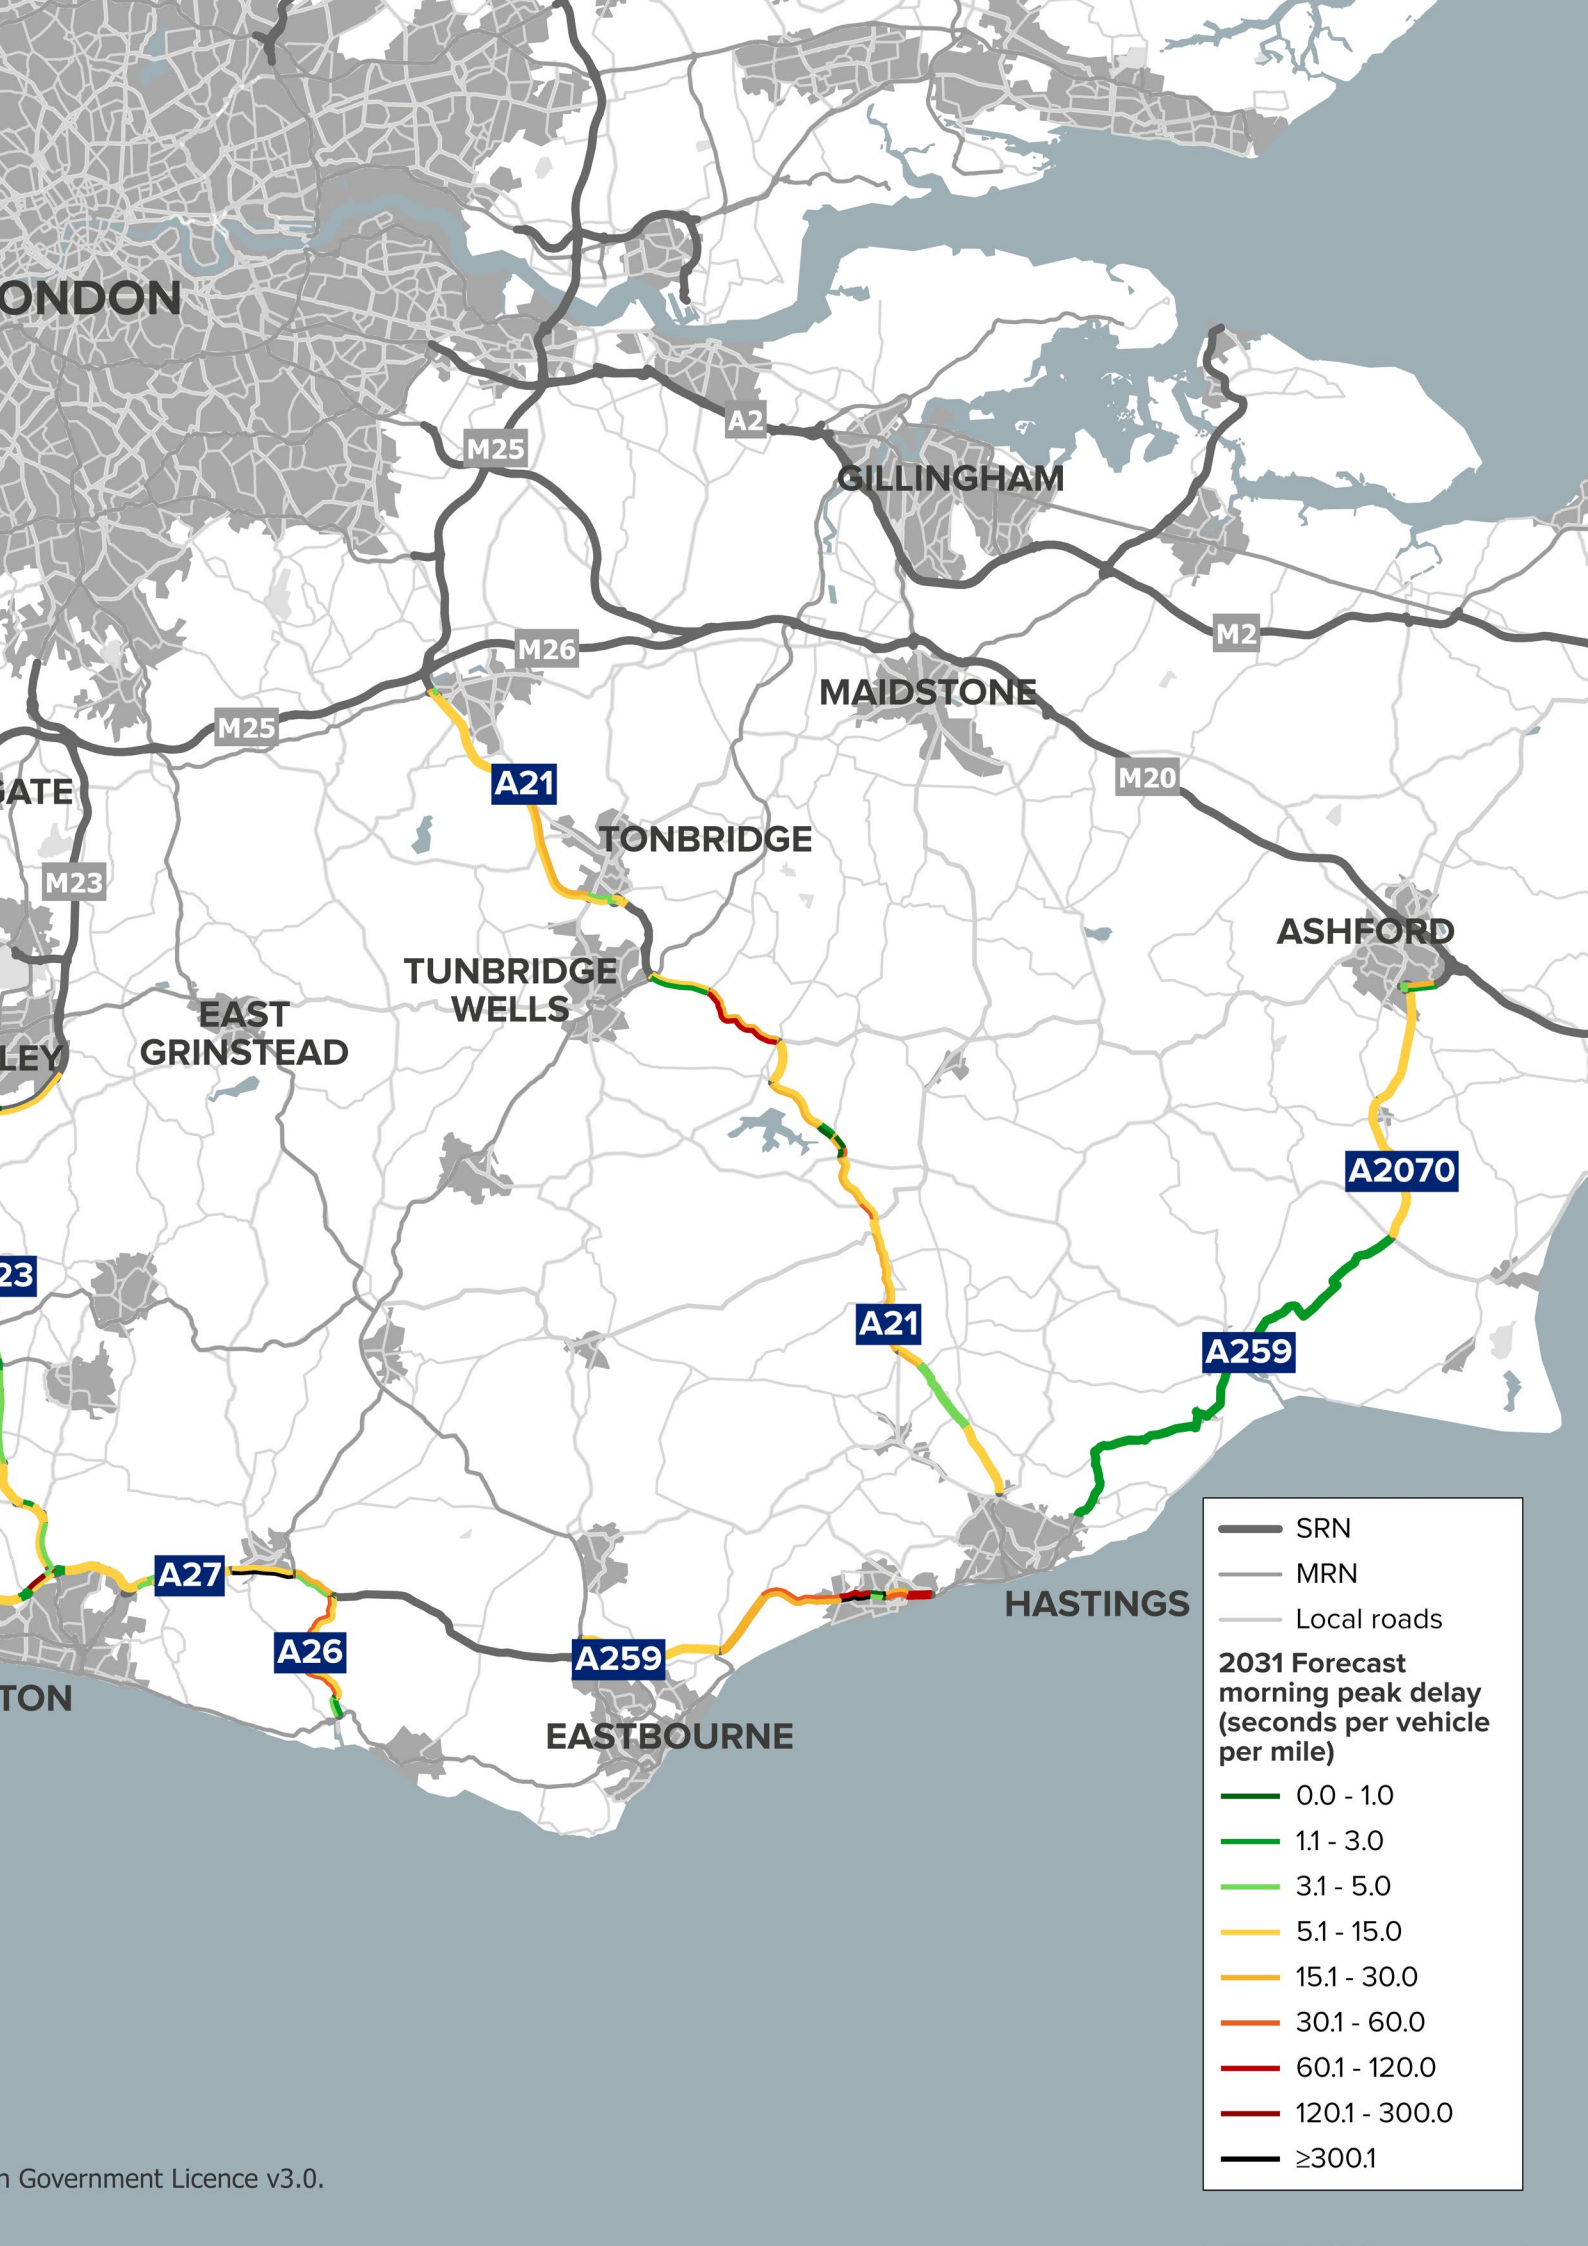 ONDON
A2
M25
GILLINGHAM
M2
M26
MAIDSTONE
M25
M20
A21
GATE
TONBRIDGE
M23
ASHFORD
TUNBRIDGE
WELLS
EAST
GRINSTEAD
LEY
A2070
23
A21
A259
A27
HASTINGS
A26
A259
TON
EASTBOURNE
SRN
MRN
Local roads
2031 Forecast
morning peak delay
(seconds per vehicle
per mile)
0.0 - 1.0
1.1 - 3.0
3.1 - 5.0
5.1 - 15.0
15.1 - 30.0
30.1 - 60.0
60.1 - 120.0
120.1 - 300.0
≥300.1
n Government Licence v3.0.